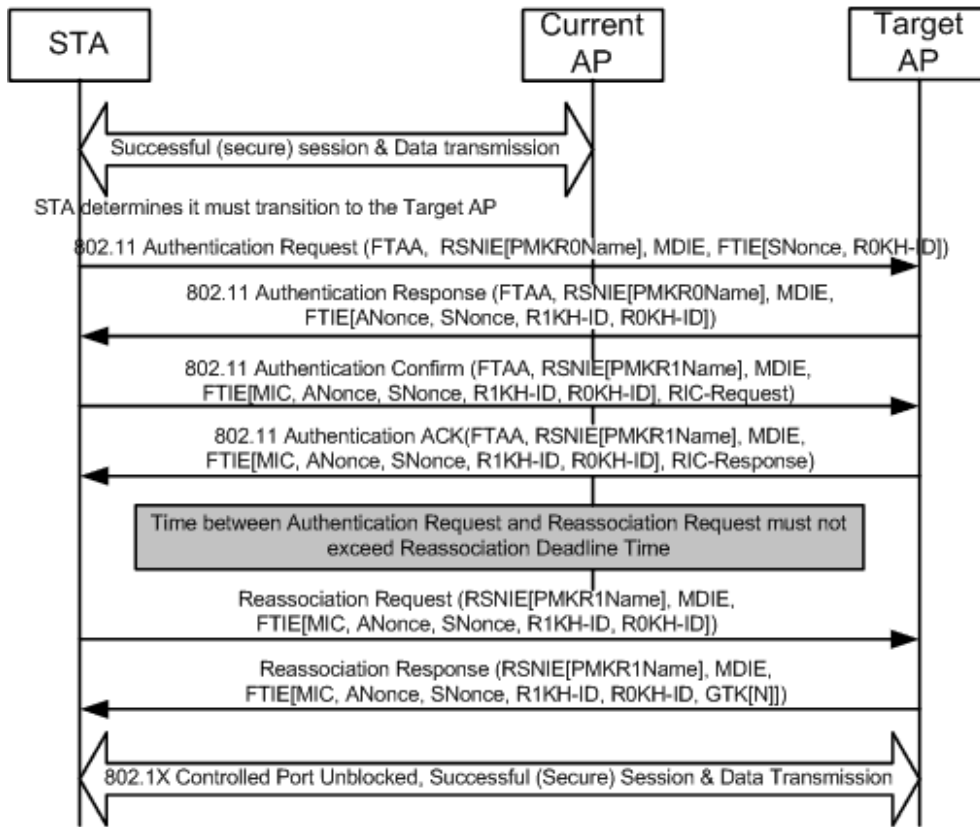 STA
Current
AP
Target
AP
Successful (secure) session & Data transmission
STA determines it must transition to the Target AP
802.11 Authentication Request (FTAA, RSNIE[PMKR0Name], MDIE, FTIE[SNonce, R0KH-ID])
802.11 Authentication Response (FTAA, RSNIE[PMKR0Name], MDIE,
FTIE[ANonce, SNonce, R1KH-ID, R0KH-ID])
802.11 Authentication Confirm (FTAA, RSNIE[PMKR1Name], MDIE,
FTIE[MIC, ANonce, SNonce, R1KH-ID, R0KH-ID], RIC-Request)
802.11 Authentication ACK(FTAA, RSNIE[PMKR1Name], MDIE,
FTIE[MIC, ANonce, SNonce, R1KH-ID, R0KH-ID], RIC-Response)
Time between Authentication Request and Reassociation Request must not
exceed Reassociation Deadline Time
Reassociation Request (RSNIE[PMKR1Name], MDIE,
FTIE[MIC, ANonce, SNonce, R1KH-ID, R0KH-ID])
Reassociation Response (RSNIE[PMKR1Name], MDIE,
FTIE[MIC, ANonce, SNonce, R1KH-ID, R0KH-ID, GTK[N]])
802.1X Controlled Port Unblocked, Successful (Secure) Session & Data Transmission